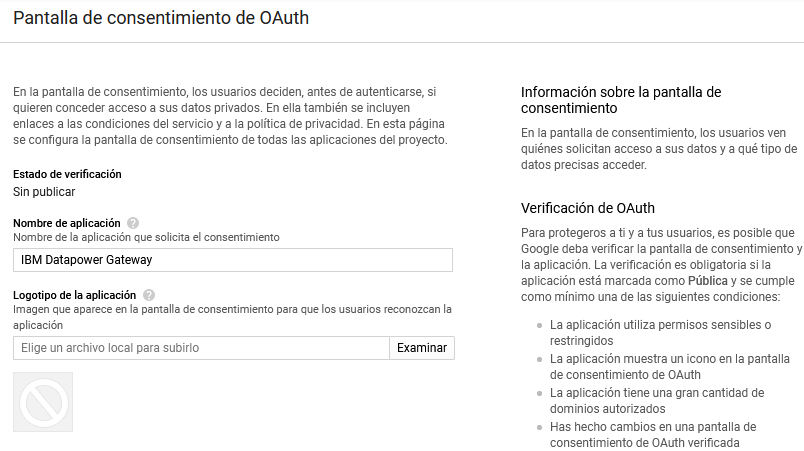 Pantalla de consentimiento de OAuth
En la pantalla de consentimiento, los usuarios deciden, antes de autenticarse, si
quieren conceder acceso a sus datos privados. En ella también se incluyen
enlaces a las condiciones del servicio y a la política de privacidad. En esta página
se configura la pantalla de consentimiento de todas las aplicaciones del proyecto.
Estado de verificación
Sin publicar
Nombre de aplicación ?
Nombre de la aplicación que solicita el consentimiento
IBM Datapower Gateway
Logotipo de la aplicación ?
Imagen que aparece en la pantalla de consentimiento para que los usuarios reconozcan la
aplicación
Elige un archivo local para subirlo Examinar
Información sobre la pantalla de
consentimiento
En la pantalla de consentimiento, los usuarios ven
quiénes solicitan acceso a sus datos y a qué tipo de
datos precisas acceder.
Verificación de OAuth
Para protegeros a ti y a tus usuarios, es posible que
Google deba verificar la pantalla de consentimiento y
la aplicación. La verificación es obligatoria si la
aplicación está marcada como Pública y se cumple
como mínimo una de las siguientes condiciones:
La aplicación utiliza permisos sensibles o
restringidos
La aplicación muestra un icono en la pantalla
de consentimiento de OAuth
La aplicación tiene una gran cantidad de
dominios autorizados
Has hecho cambios en una pantalla de
consentimiento de OAuth verificada